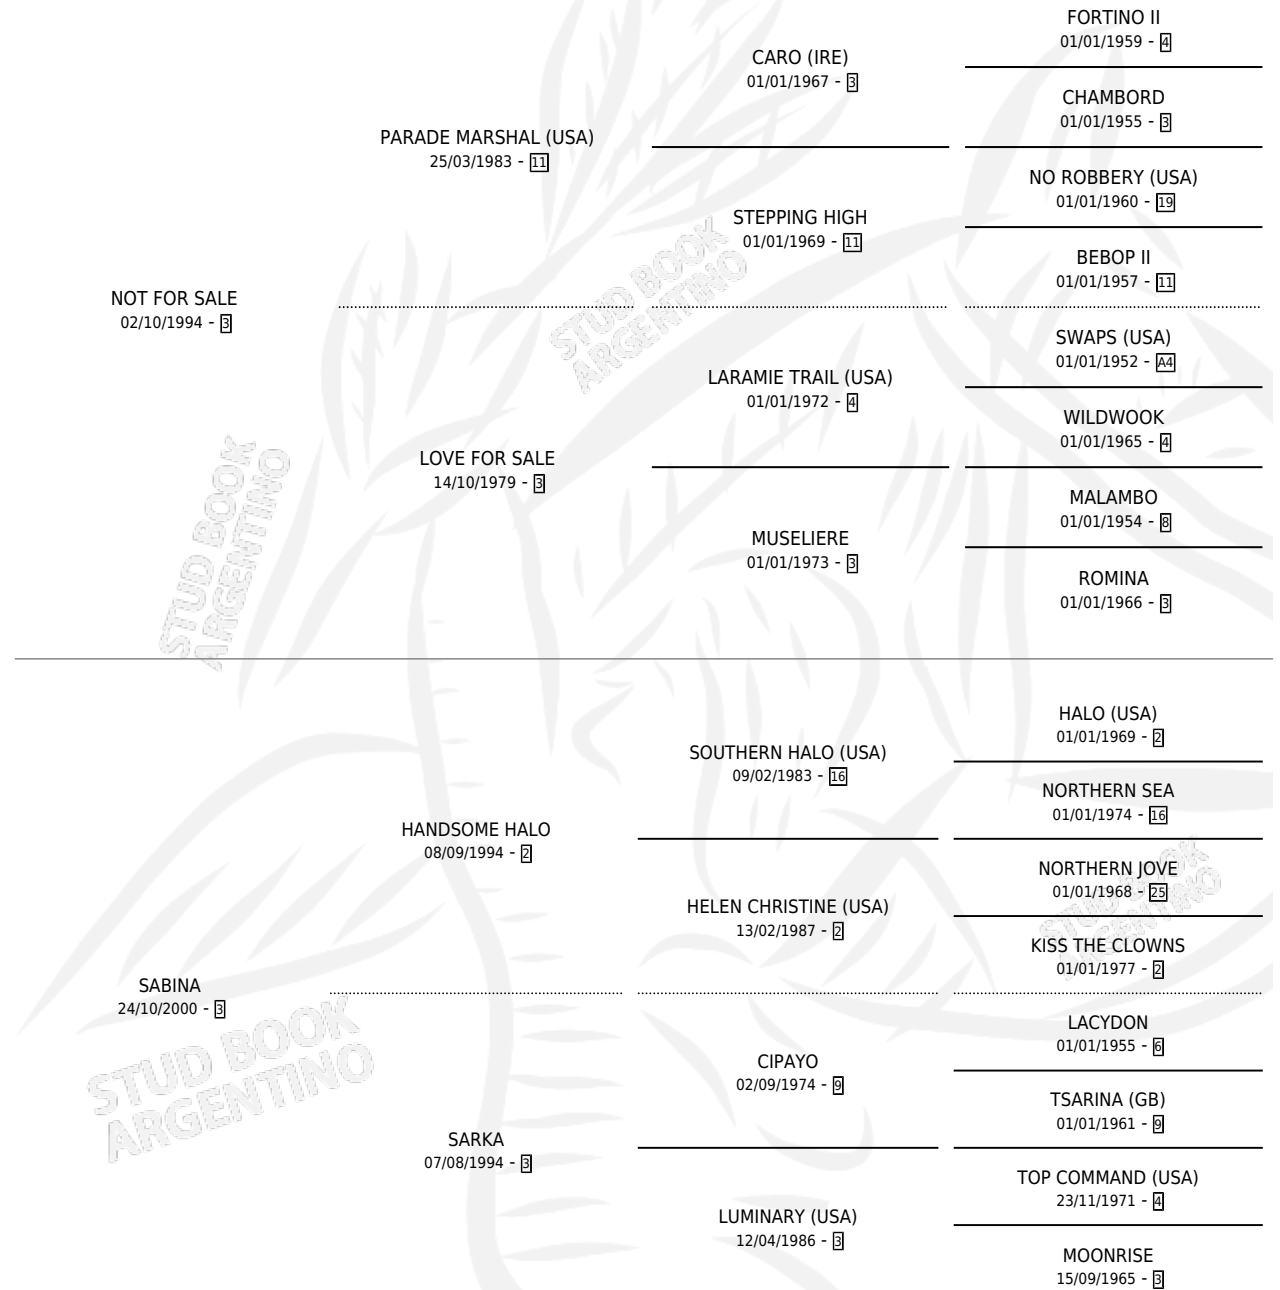 FORTINO II
01/01/1959 - 4
CARO (IRE)
01/01/1967 - 3
CHAMBORD
01/01/1955 - 3
PARADE MARSHAL (USA)
25/03/1983 - 11
NO ROBBERY (USA)
01/01/1960 - 19
STEPPING HIGH
01/01/1969 - 11
BEBOP II
01/01/1957 - 11
NOT FOR SALE
02/10/1994 - 3
SWAPS (USA)
01/01/1952 - A4
LARAMIE TRAIL (USA)
01/01/1972 - 4
WILDWOOK
01/01/1965 - 4
LOVE FOR SALE
14/10/1979 - 3
MALAMBO
01/01/1954 - 8
MUSELIERE
01/01/1973 - 3
ROMINA
01/01/1966 - 3
STUD BOOK
ARGENTINO
STUD BOOK
ARGENTINO
HALO (USA)
01/01/1969 - 2
SOUTHERN HALO (USA)
09/02/1983 - 16
NORTHERN SEA
01/01/1974 - 16
HANDSOME HALO
08/09/1994 - 2
NORTHERN JOVE
01/01/1968 - 25
HELEN CHRISTINE (USA)
13/02/1987 - 2
KISS THE CLOWNS
01/01/1977 - 2
STUD BOOK
ARGENTINO
SABINA
24/10/2000 - 3
LACYDON
01/01/1955 - 6
CIPAYO
02/09/1974 - 9
TSARINA (GB)
01/01/1961 - 9
SARKA
07/08/1994 - 3
TOP COMMAND (USA)
23/11/1971 - 4
LUMINARY (USA)
12/04/1986 - 3
MOONRISE
15/09/1965 - 3
STUD BOOK
ARGENTINO